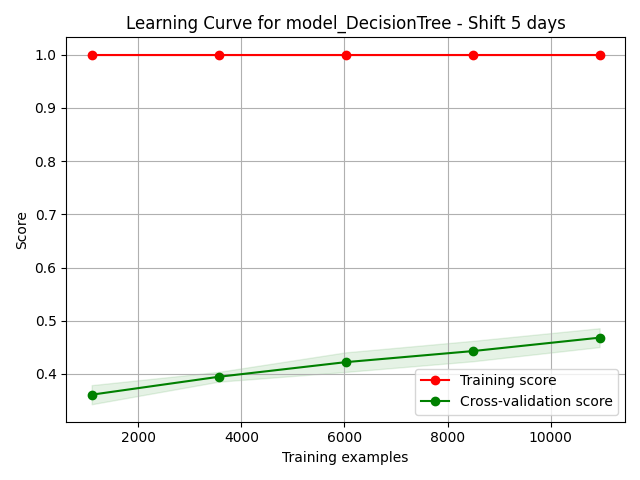 Learning Curve for model_DecisionTree - Shift 5 days
1.0
0.9
0.8
0.7
0.6
0.5
0.4
Score
2000 4000 6000 8000 10000
Training examples
Training score
Cross-validation score